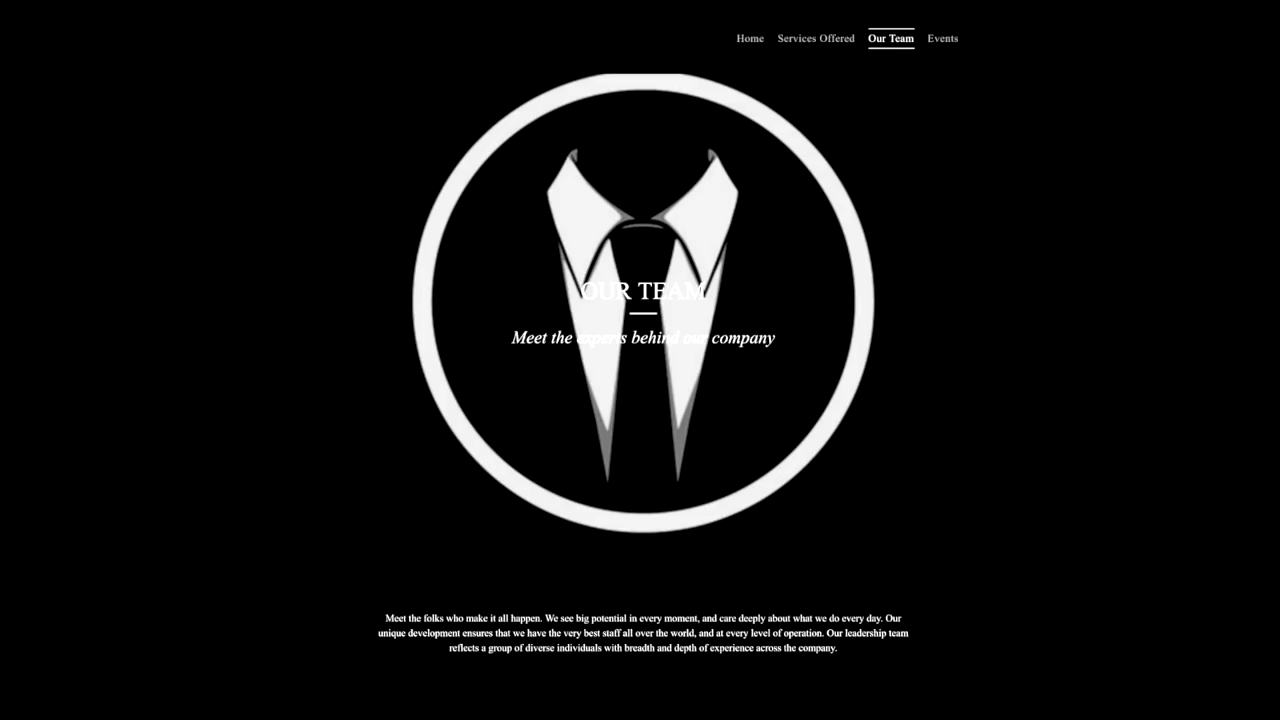 Home Services Offered Our Team Events
OUR TEAM
Meet the experts behind our company
Meet the folks who make it all happen. We see big potential in every moment, and care deeply about what we do every day. Our
unique development ensures that we have the very best staff all over the world, and at every level of operation. Our leadership team
reflects a group of diverse individuals with breadth and depth of experience across the company.